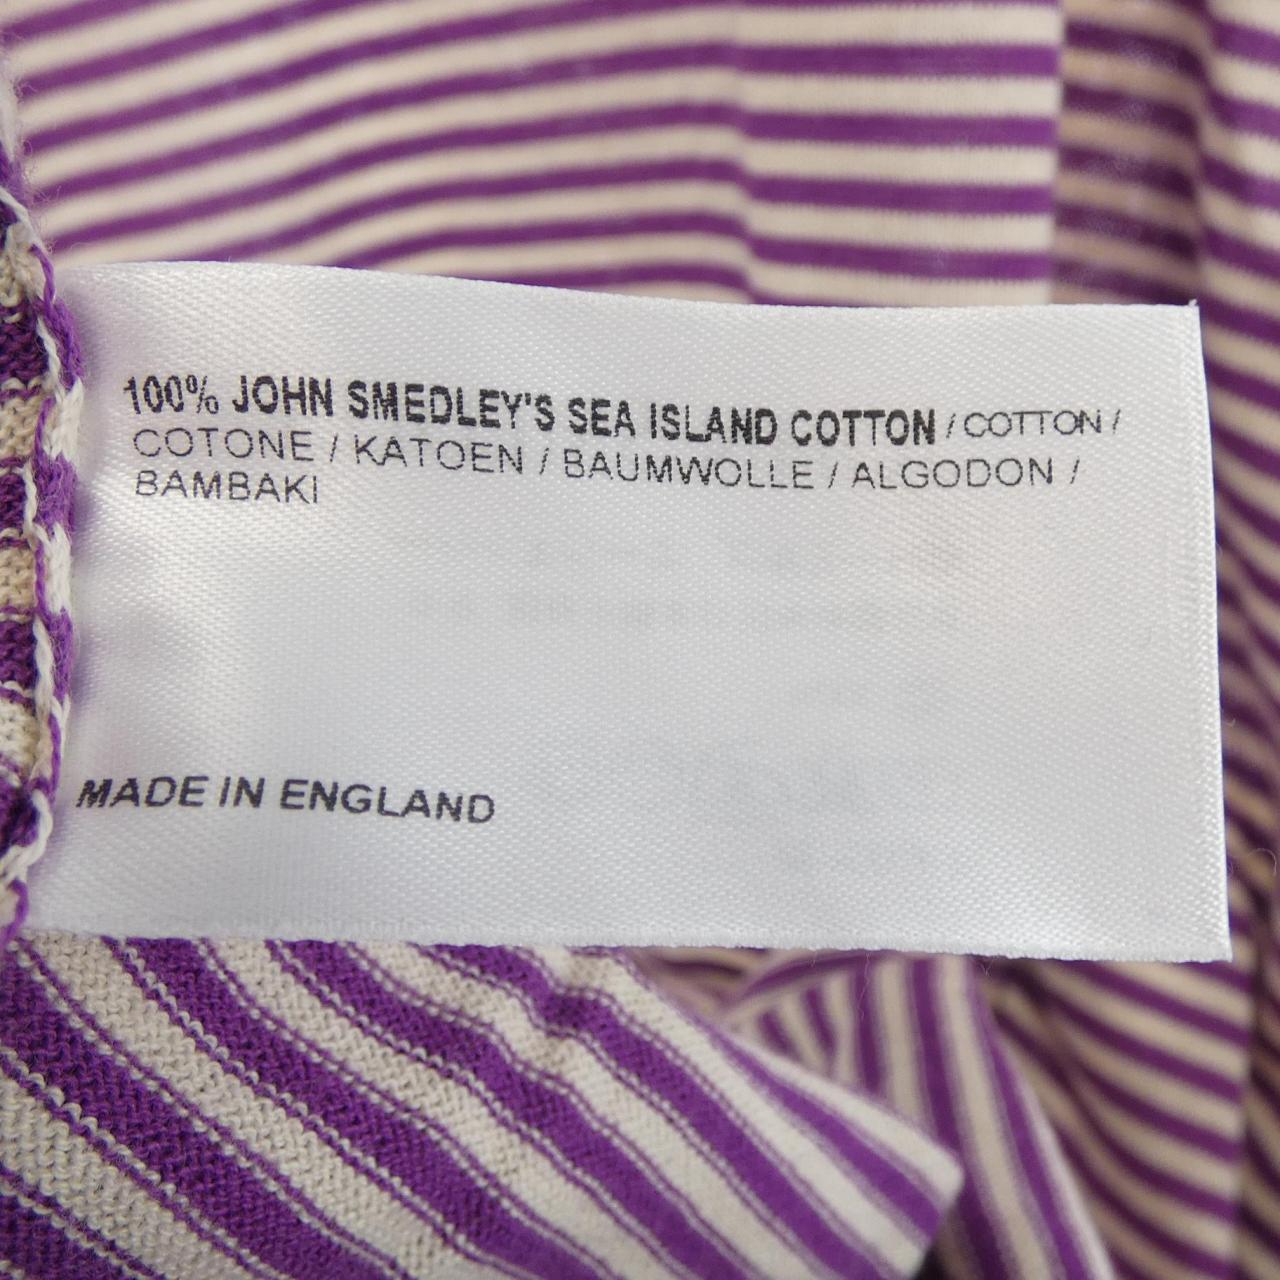 100% JOHN SMEDLEY'S SEA ISLAND COTTON / COTTON /
COTONE / KATOEN / BAUMWOLLE / ALGODON /
BAMBAKI
MADE IN ENGLAND